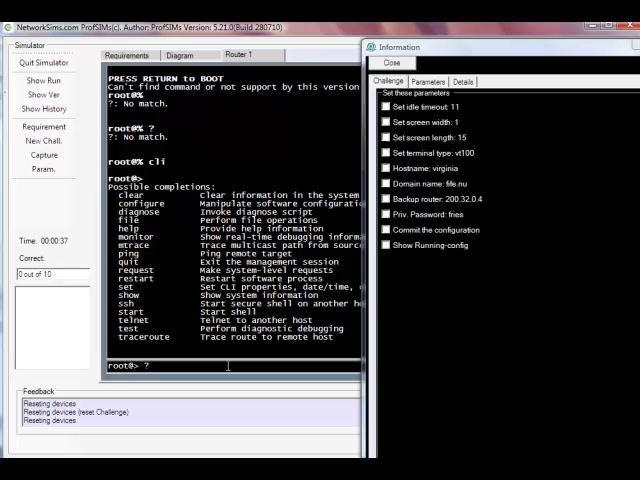 NetworkSims.com ProfSIMs(c). Author: ProfSIMs Version: 5.21.0(Build 280710)
Simulator
Quit Simulator
Show Run
Show Ver
Show History
Requirement
New Chall.
Capture
Param.
Time: 00:00:37
Correct.
0 out of 10
Requirements
Diagram
Router 1
PRESS RETURN to BOOT
Can't find command or not support by this version
root@%
?: No match.
root@% ?
?: No match.
root@% cli
root@>
Possible completions:
clear Clear information in the system
configure Manipulate software configuratio
diagnose Invoke diagnose script
file Perform file operations
help Provide help information
monitor Show real-time debugging infor
mtrace Trace multicast path from sourc
ping Ping remote target
quit Exit the management session
request Make system-level requests
restart Restart software process
set Set CLI properties, date/time,
show Show system information
ssh Start secure shell on another h
start Start shell
telnet Telnet to another host
test Perform diagnostic debugging
traceroute Trace route to remote host
root@> ?
Feedback
Reseting devices
Reseting devices (reset Challenge)
Reseting devices
Information
Close
Challenge
Parameters
Details
Set these parameters
Set idle timeout: 11
Set screen width: 1
Set screen length: 15
Set terminal type: vt100
Hostname: virginia
Domain name: file.nu
Backup router: 200.32.0.4
Priv. Password: fries
Commit the configuration
Show Running-config